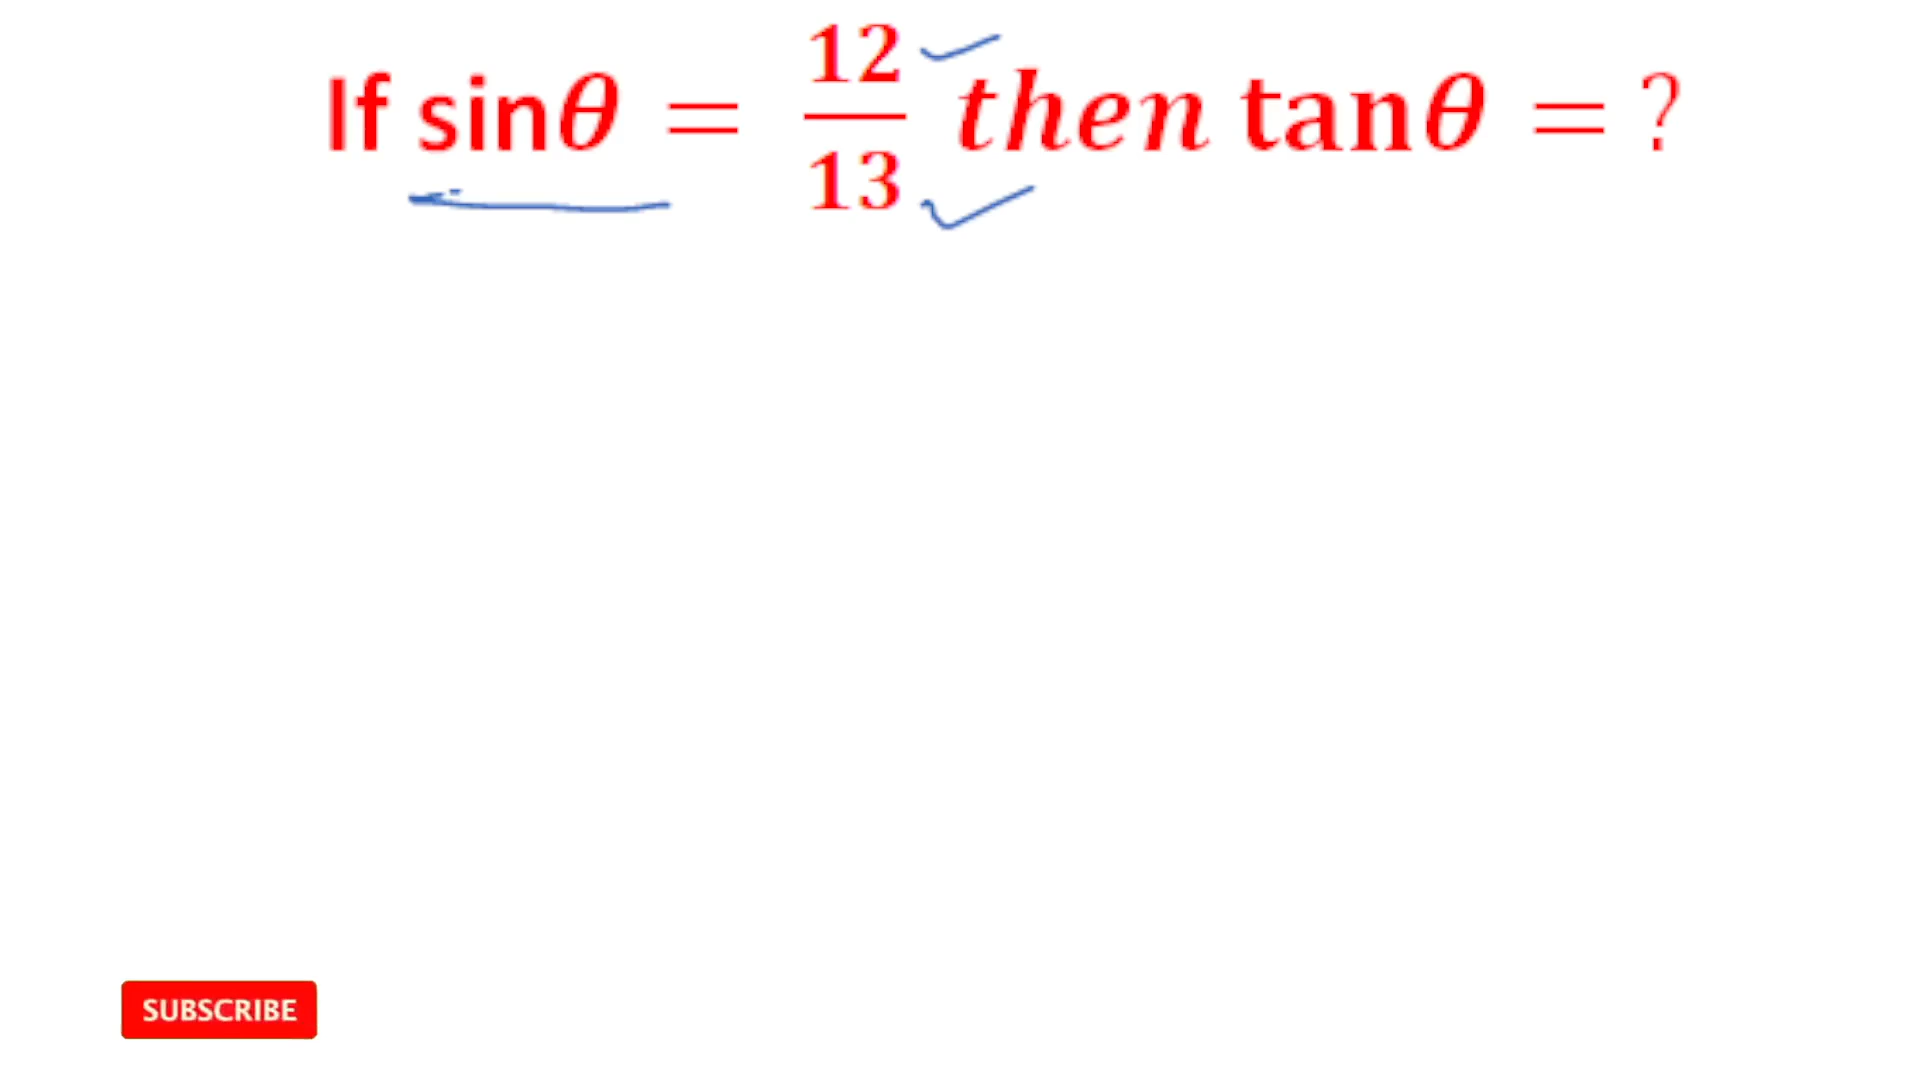 If sinθ = 12/13 then tanθ = ?
SUBSCRIBE